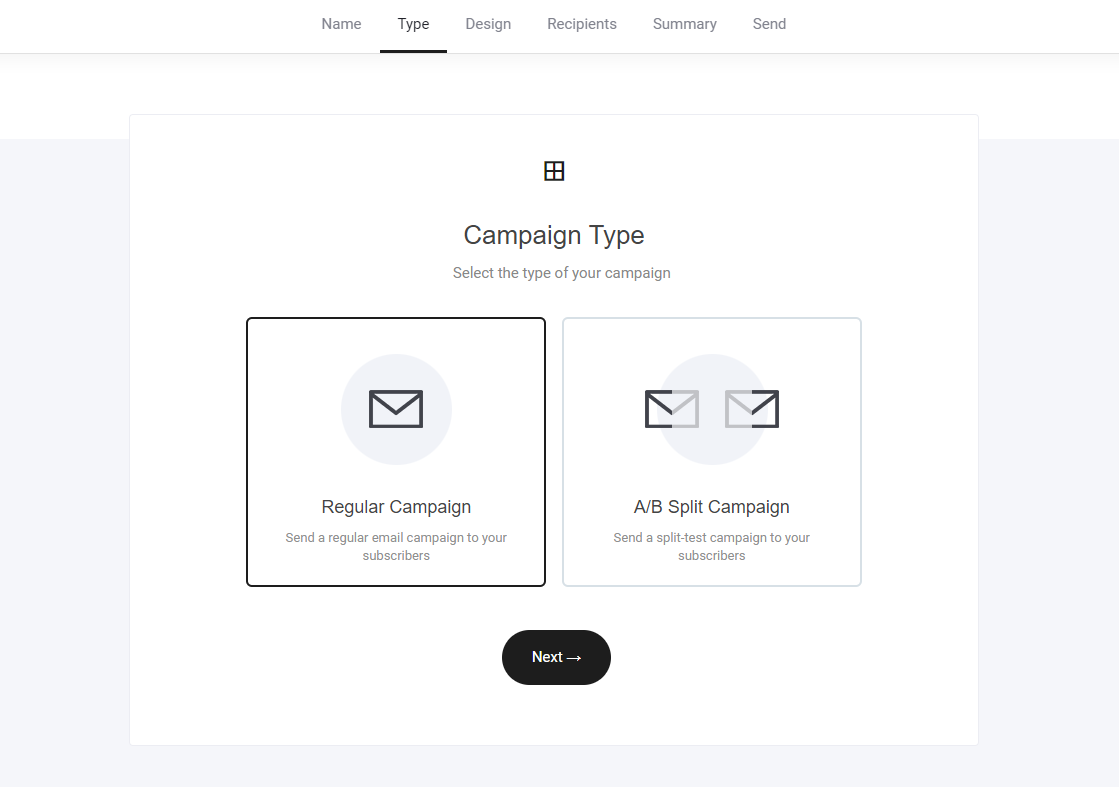 Name Type Design Recipients Summary Send
Campaign Type
Select the type of your campaign
Regular Campaign
Send a regular email campaign to your
subscribers
A/B Split Campaign
Send a split-test campaign to your
subscribers
Next →